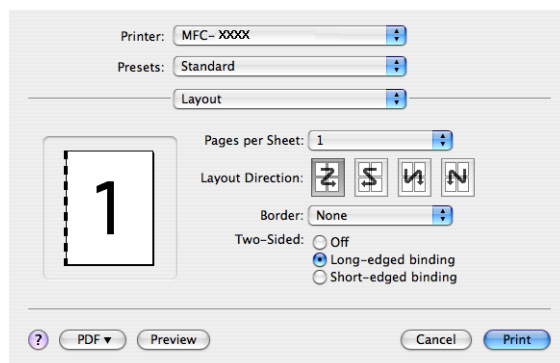 Printer: MFC- XXXX
Presets: Standard
Layout
Pages per Sheet: 1
Layout Direction:
Border: None
Two-Sided: Off
Long-edged binding
Short-edged binding
1
? PDF ▼ Preview Cancel Print